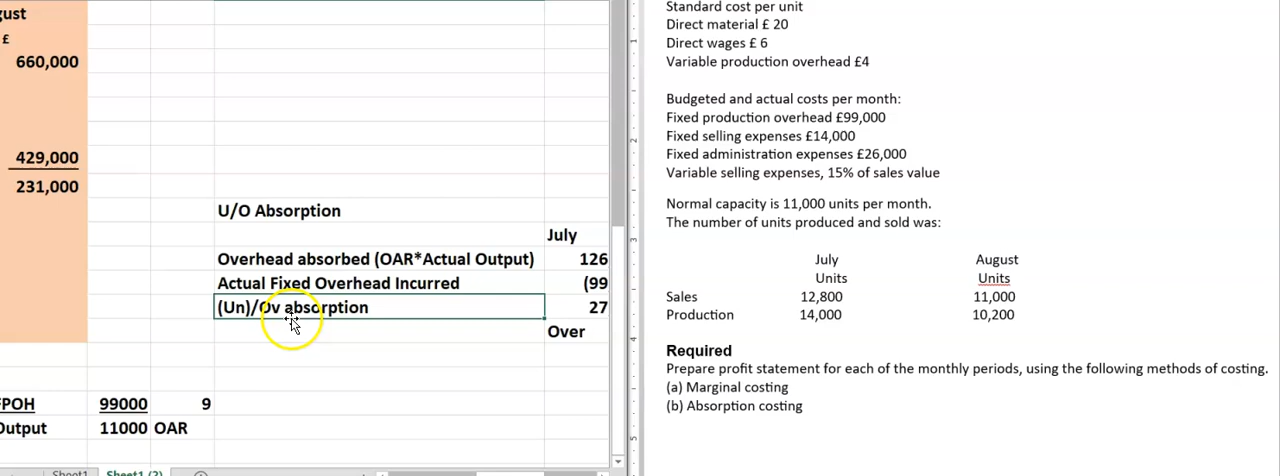 gust
£
660,000
429,000
231,000
U/O Absorption
July
Overhead absorbed (OAR*Actual Output) 126
Actual Fixed Overhead Incurred (99
(Un)/Ov absorption 27
Over
FPOH 99000 9
Output 11000 OAR
Sheet1 Sheet1 (2)
Standard cost per unit
Direct material £ 20
Direct wages £ 6
Variable production overhead £4
Budgeted and actual costs per month:
Fixed production overhead £99,000
Fixed selling expenses £14,000
Fixed administration expenses £26,000
Variable selling expenses, 15% of sales value
Normal capacity is 11,000 units per month.
The number of units produced and sold was:
July August
Units Units
Sales 12,800 11,000
Production 14,000 10,200
Required
Prepare profit statement for each of the monthly periods, using the following methods of costing.
(a) Marginal costing
(b) Absorption costing
1
2
3
4
5